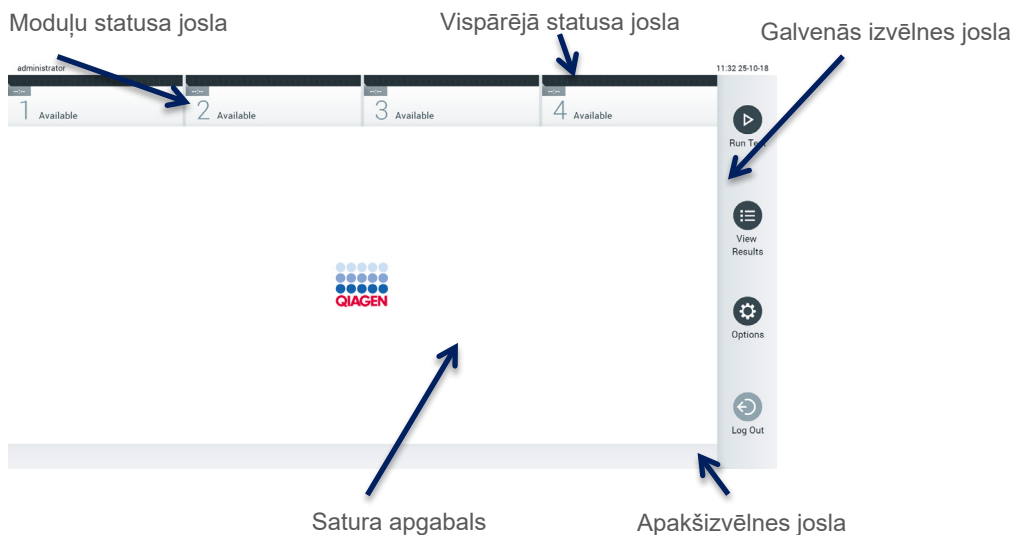 Moduļu statusa josla
Vispārējā statusa josla
Galvenās izvēlnes josla
administrator
11:32 25-10-18
--:--
--:--
--:--
--:--
1 Available
2 Available
3 Available
4 Available
Run Test
View
Results
QIAGEN
Options
Log Out
Satura apgabals
Apakšizvēlnes josla